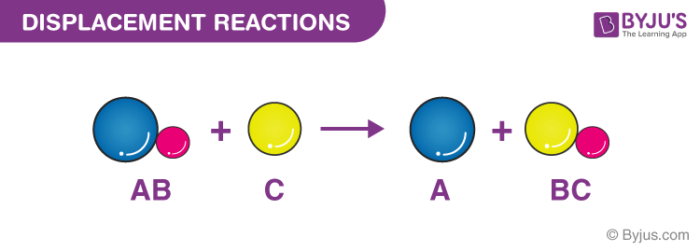 DISPLACEMENT REACTIONS
BYJU'S
The Learning App
+ + 
AB C A BC
© Byjus.com